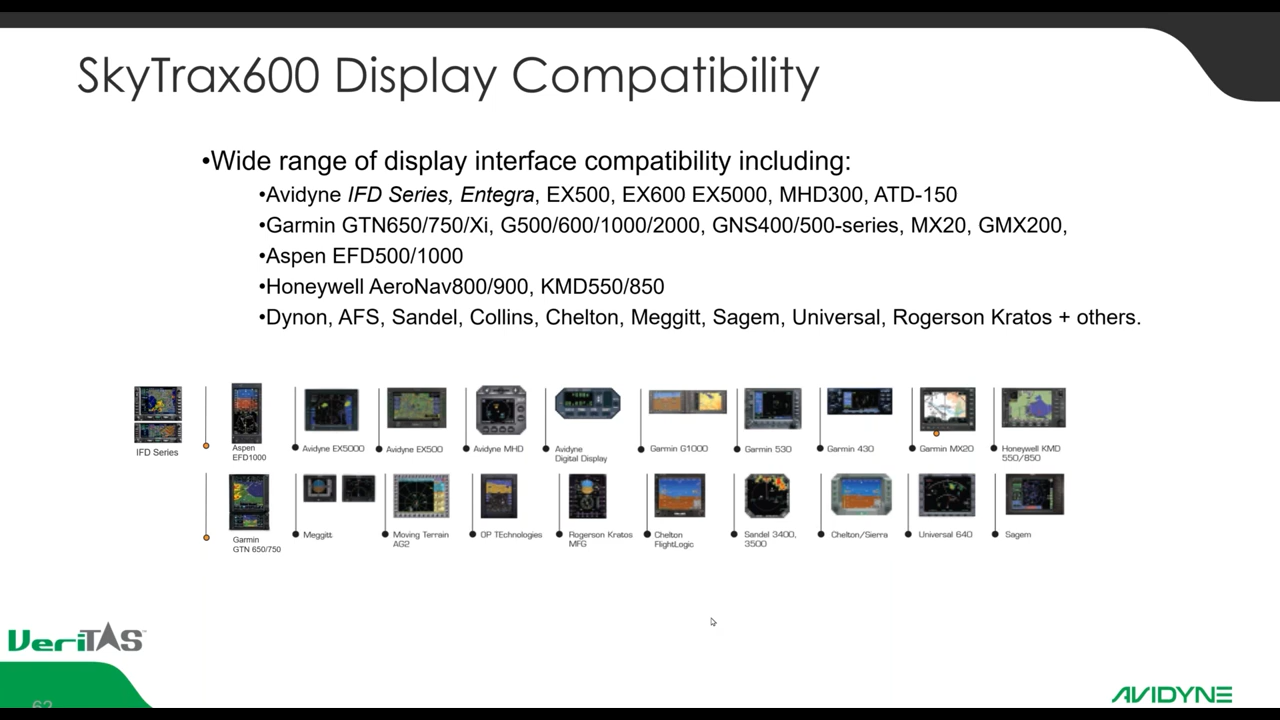 SkyTrax600 Display Compatibility
•Wide range of display interface compatibility including:
•Avidyne IFD Series, Entegra, EX500, EX600 EX5000, MHD300, ATD-150
•Garmin GTN650/750/Xi, G500/600/1000/2000, GNS400/500-series, MX20, GMX200,
•Aspen EFD500/1000
•Honeywell AeroNav800/900, KMD550/850
•Dynon, AFS, Sandel, Collins, Chelton, Meggitt, Sagem, Universal, Rogerson Kratos + others.
IFD Series
Aspen
EFD1000
Avidyne EX5000
Avidyne EX500
Avidyne MHD
Avidyne
Digital Display
Garmin G1000
Garmin 530
Garmin 430
Garmin MX20
Honeywell KMD
550/850
Garmin
GTN 650/750
Meggitt
Moving Terrain
AG2
OP TEchnologies
Rogerson Kratos
MFG
Chelton
FlightLogic
Sandel 3400,
3500
Chelton/Sierra
Universal 640
Sagem
VeriTAS™
62
AVIDYNE